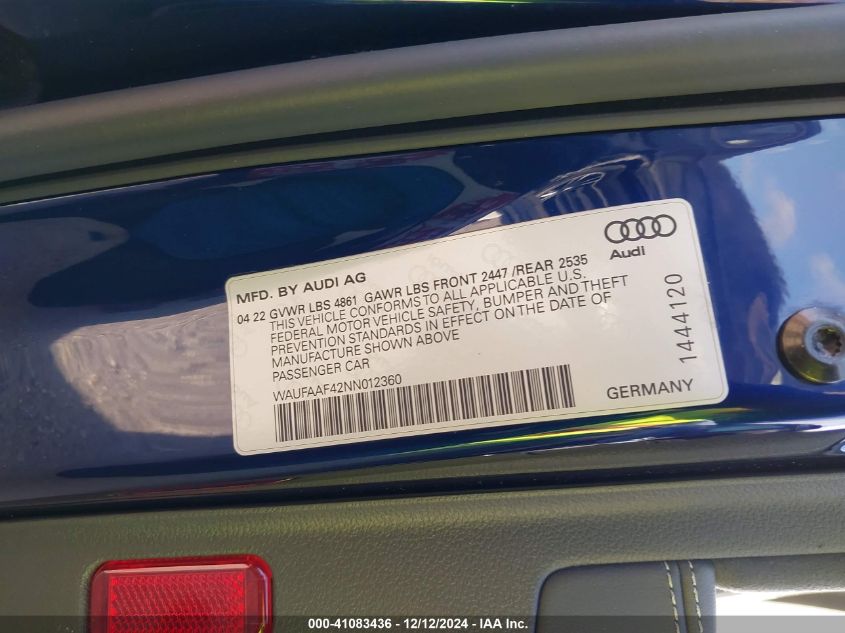 MFD. BY AUDI AG
Audi
04 22 GVWR LBS 4861 GAWR LBS FRONT 2447 /REAR 2535
THIS VEHICLE CONFORMS TO ALL APPLICABLE U.S.
FEDERAL MOTOR VEHICLE SAFETY, BUMPER AND THEFT
PREVENTION STANDARDS IN EFFECT ON THE DATE OF
MANUFACTURE SHOWN ABOVE
PASSENGER CAR
WAUFAAF42NN012360
GERMANY
1444120
000-41083436 - 12/12/2024 - IAA Inc.